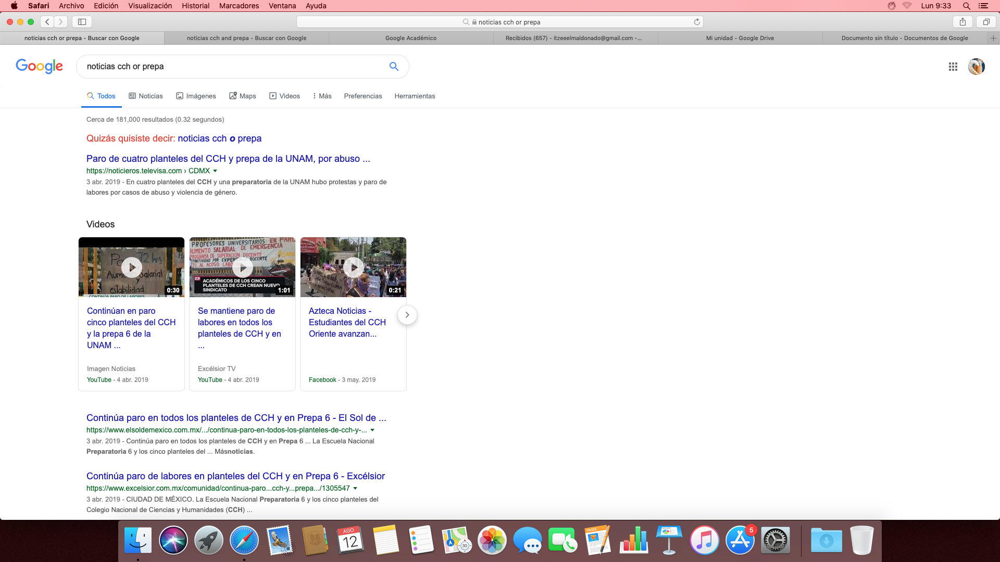 Safari Archivo Edición Visualización Historial Marcadores Ventana Ayuda Lun 9:33
noticias cch or prepa
noticias cch or prepa - Buscar con Google
noticias cch and prepa - Buscar con Google
Google Académico
Recibidos (657) - itzeeelmaldonado@gmail.com -...
Mi unidad - Google Drive
Documento sin título - Documentos de Google
Google
noticias cch or prepa
Todos Noticias Imágenes Maps Videos Más Preferencias Herramientas
Cerca de 181,000 resultados (0.32 segundos)
Quizás quisiste decir: noticias cch o prepa
Paro de cuatro planteles del CCH y prepa de la UNAM, por abuso ...
https://noticieros.televisa.com › CDMX
3 abr. 2019 - En cuatro planteles del CCH y una preparatoria de la UNAM hubo protestas y paro de
labores por casos de abuso y violencia de género.
Videos
72 hrs
Salarial
estabilidad
CONTINÚA PARO DE LABORES
0:30
PROFESORES UNIVERSITARIOS EN PARO
AUMENTO SALARIAL DE EMERGENCIA
PROGRAMA DE SUPERACIÓN DOCENTE
DEFINITIVIDAD POR EXPERIENCIA DOCENTE
ACADÉMICOS DE LOS CINCO
PLANTELES DE CCH CREAN NUEVO
SINDICATO
1:01
0:21
Continúan en paro
cinco planteles del CCH
y la prepa 6 de la
UNAM ...
Imagen Noticias
YouTube - 4 abr. 2019
Se mantiene paro de
labores en todos los
planteles de CCH y en
...
Excélsior TV
YouTube - 4 abr. 2019
Azteca Noticias -
Estudiantes del CCH
Oriente avanzan...
Facebook - 3 may. 2019
Continúa paro en todos los planteles de CCH y en Prepa 6 - El Sol de ...
https://www.elsoldemexico.com.mx/.../continua-paro-en-todos-los-planteles-de-cch-y-...
3 abr. 2019 - Continúa paro en todos los planteles de CCH y en Prepa 6 ... La Escuela Nacional
Preparatoria 6 y los cinco planteles del ... Másnoticias.
Continúa paro de labores en planteles del CCH y en Prepa 6 - Excélsior
https://www.excelsior.com.mx/comunidad/continua-paro...cch-y...prepa.../1305547
3 abr. 2019 - CIUDAD DE MÉXICO. La Escuela Nacional Preparatoria 6 y los cinco planteles del
Colegio Nacional de Ciencias y Humanidades (CCH) ...
AGO
12
3D
PAGES
5